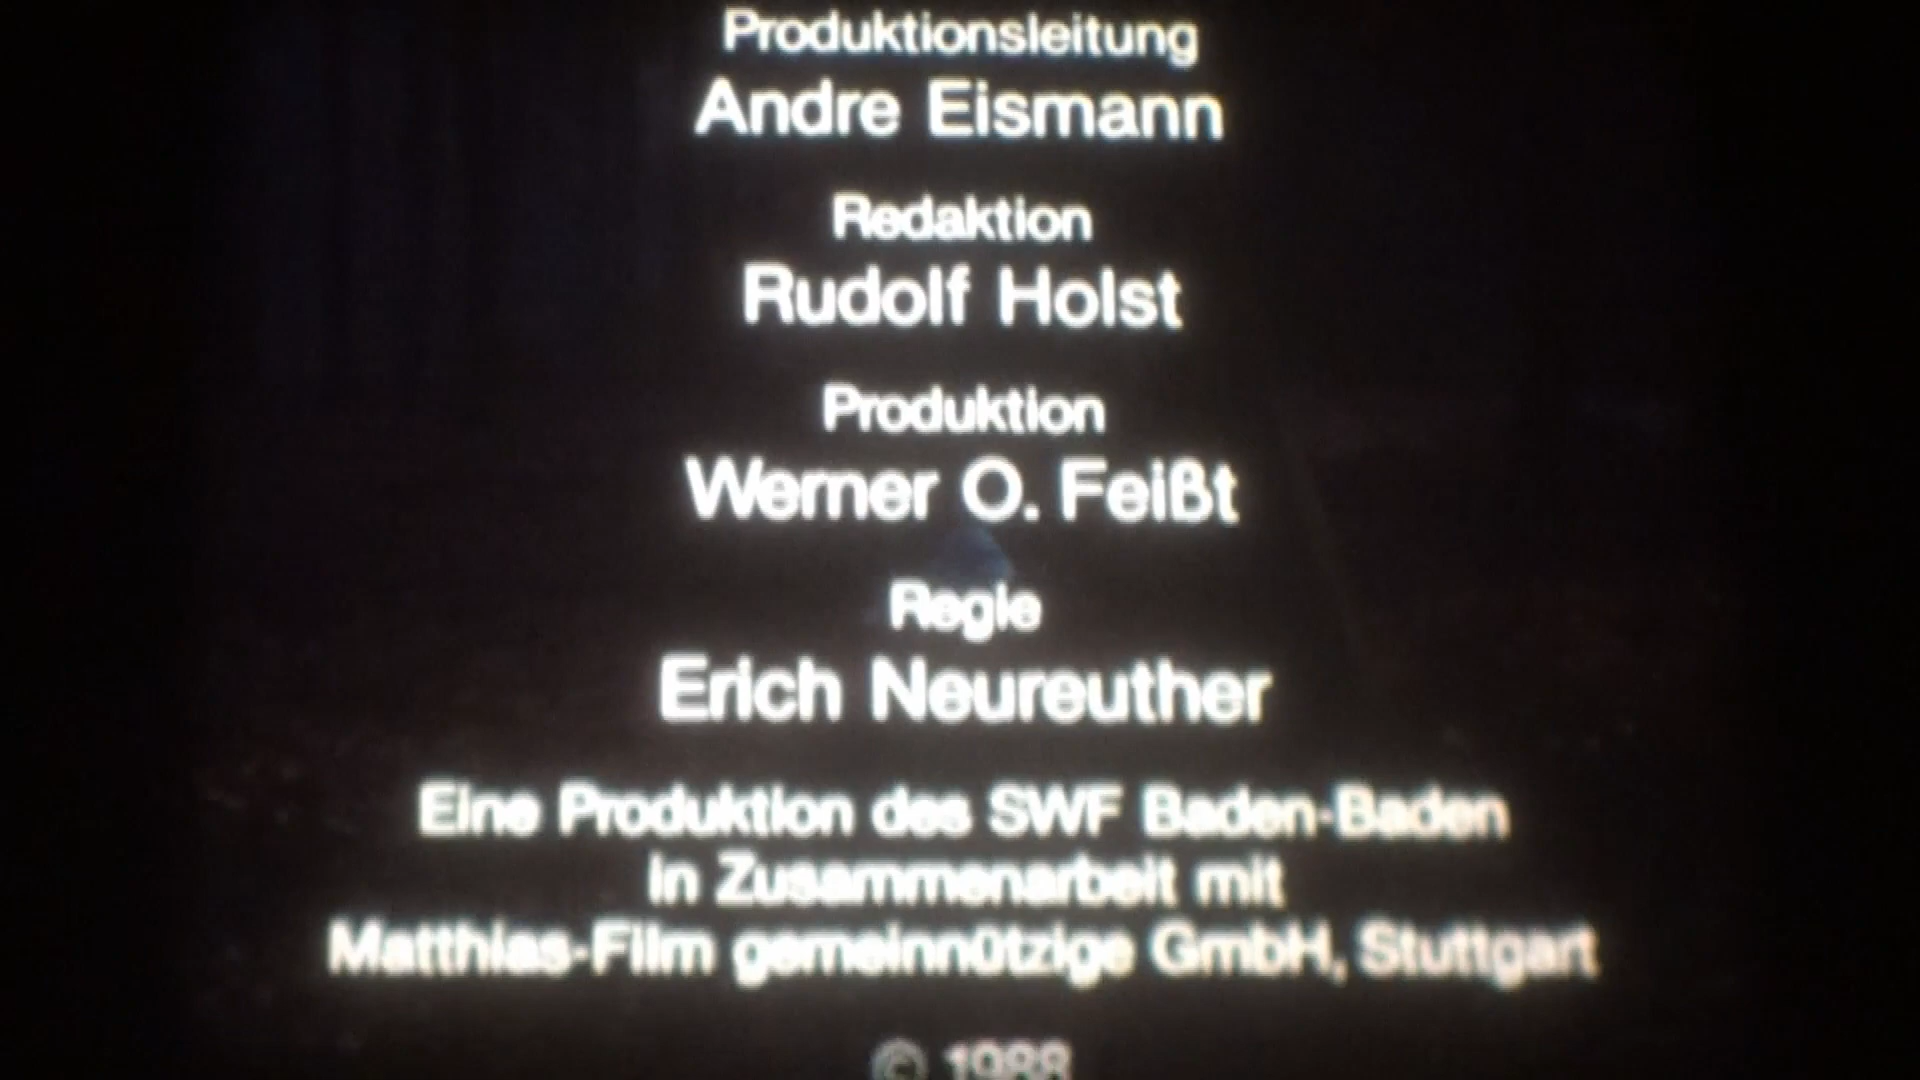 Produktionsleitung
Andre Eismann
Redaktion
Rudolf Holst
Produktion
Werner O. Feißt
Regie
Erich Neureuther
Eine Produktion des SWF Baden-Baden
in Zusammenarbeit mit
Matthias-Film gemeinnützige GmbH, Stuttgart
© 1988